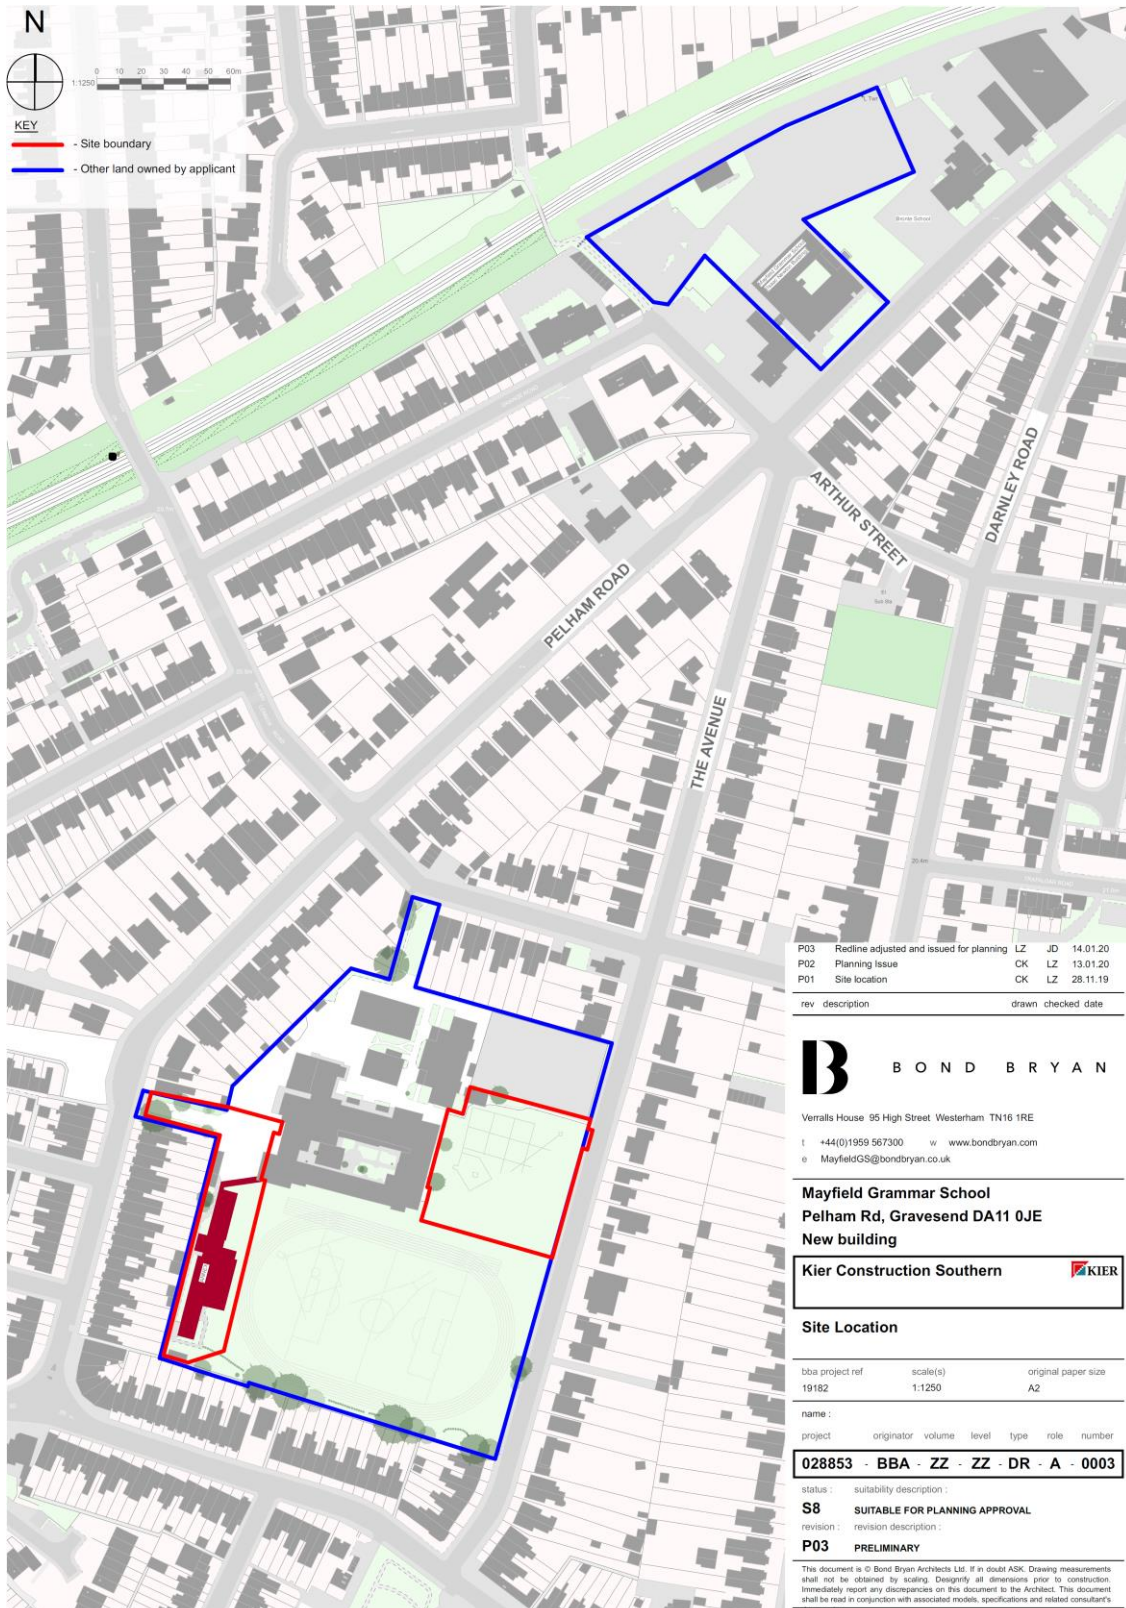 N
0 10 20 30 40 50 60m
1:1250
KEY
- Site boundary
- Other land owned by applicant
Bronte School
ARTHUR STREET
DARNLEY ROAD
PELHAM ROAD
El
Sub Sta
THE AVENUE
P03 Redline adjusted and issued for planning LZ JD 14.01.20
P02 Planning Issue CK LZ 13.01.20
P01 Site location CK LZ 28.11.19
rev description drawn checked date
B BOND BRYAN
Verralls House 95 High Street Westerham TN16 1RE
t +44(0)1959 567300 w www.bondbryan.com
e MayfieldGS@bondbryan.co.uk
Mayfield Grammar School
Pelham Rd, Gravesend DA11 0JE
New building
Kier Construction Southern KIER
Site Location
bba project ref scale(s) original paper size
19182 1:1250 A2
name :
project originator volume level type role number
028853 - BBA - ZZ - ZZ - DR - A - 0003
status : suitability description :
S8 SUITABLE FOR PLANNING APPROVAL
revision : revision description :
P03 PRELIMINARY
This document is © Bond Bryan Architects Ltd. If in doubt ASK. Drawing measurements
shall not be obtained by scaling. Designify all dimensions prior to construction.
Immediately report any discrepancies on this document to the Architect. This document
shall be read in conjunction with associated models, specifications and related consultant's